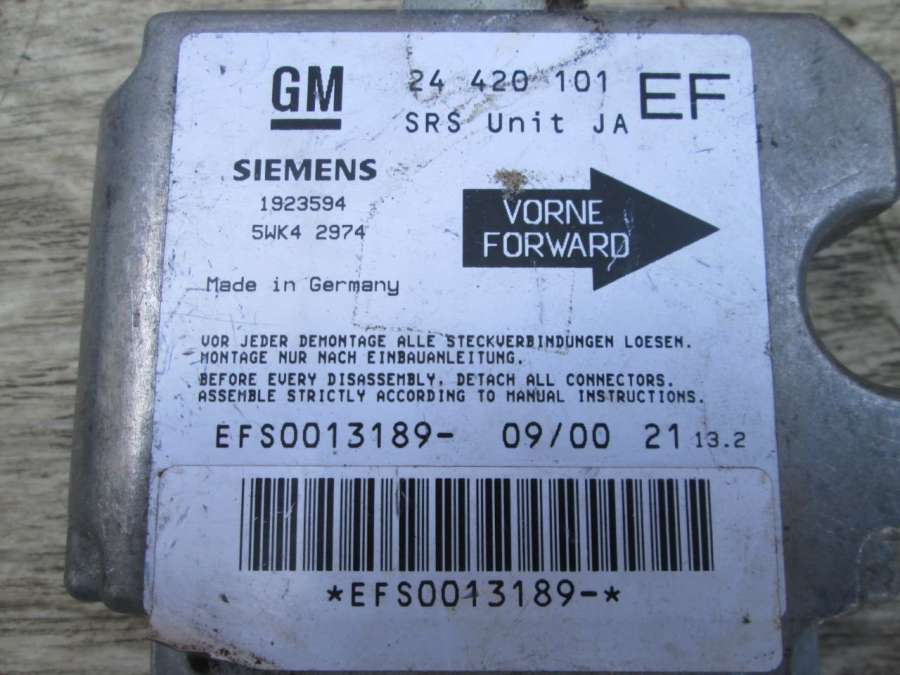 GM
24 420 101 EF
SRS Unit JA
SIEMENS
1923594
5WK4 2974
VORNE
FORWARD
Made in Germany
VOR JEDER DEMONTAGE ALLE STECKVERBINDUNGEN LOESEN.
MONTAGE NUR NACH EINBAUANLEITUNG.
BEFORE EVERY DISASSEMBLY, DETACH ALL CONNECTORS.
ASSEMBLE STRICTLY ACCORDING TO MANUAL INSTRUCTIONS.
EFS0013189- 09/00 21 13.2
*EFS0013189-*